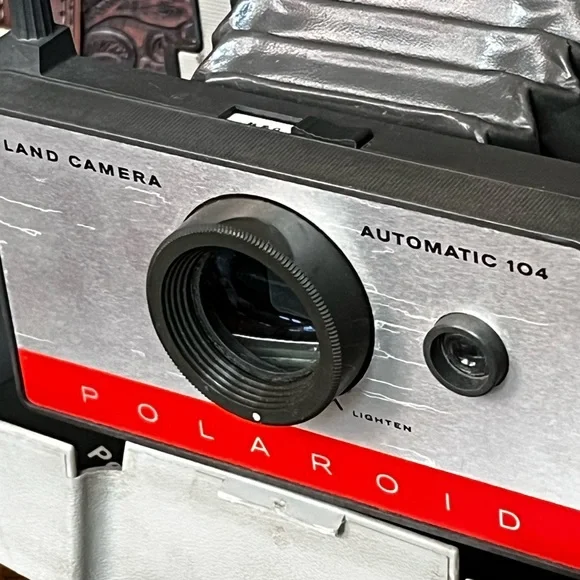 LAND CAMERA
AUTOMATIC 104
LIGHTEN
POLAROID